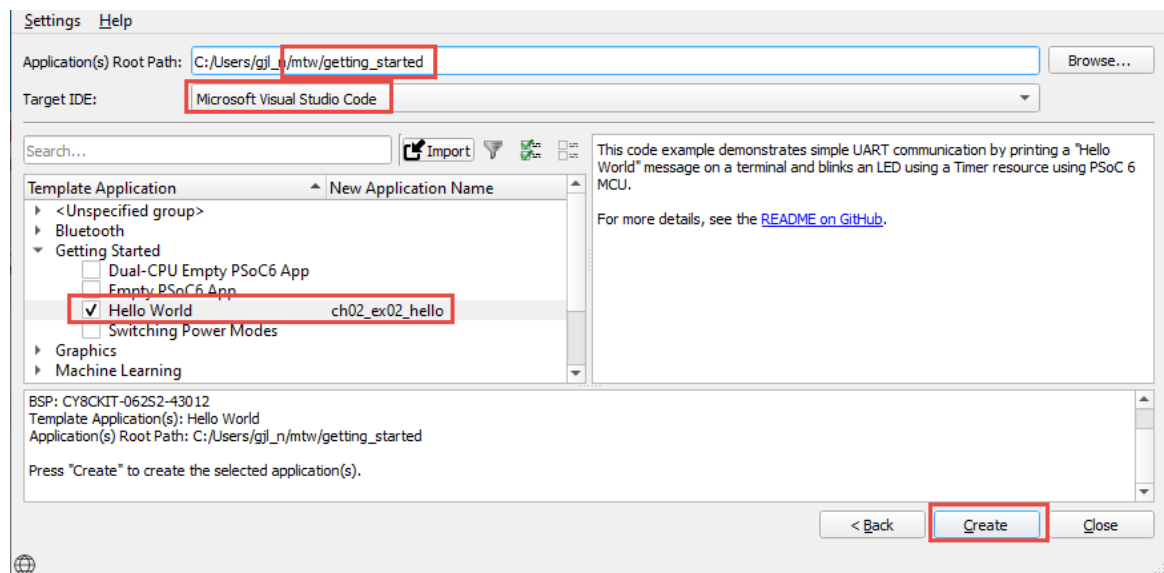 Settings Help
Application(s) Root Path: C:/Users/gjl_n/mtw/getting_started Browse...
Target IDE: Microsoft Visual Studio Code
Search... Import
Template Application New Application Name
<Unspecified group>
Bluetooth
Getting Started
Dual-CPU Empty PSoC6 App
Empty PSoC6 App
Hello World ch02_ex02_hello
Switching Power Modes
Graphics
Machine Learning
This code example demonstrates simple UART communication by printing a "Hello
World" message on a terminal and blinks an LED using a Timer resource using PSoC 6
MCU.
For more details, see the README on GitHub.
BSP: CY8CKIT-062S2-43012
Template Application(s): Hello World
Application(s) Root Path: C:/Users/gjl_n/mtw/getting_started
Press "Create" to create the selected application(s).
< Back Create Close